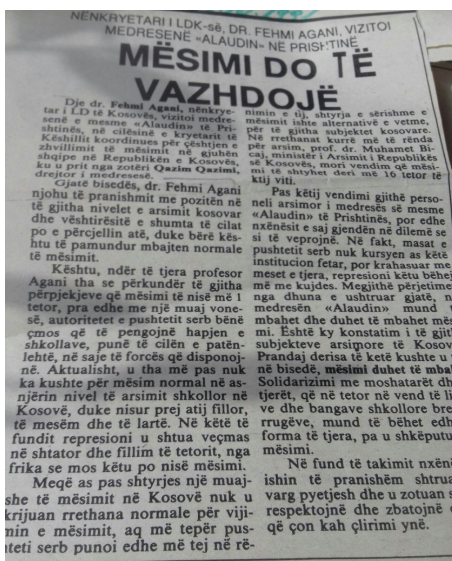 NËNKRYETARI I LDK-së, DR. FEHMI AGANI, VIZITOI
MEDRESENË «ALAUDIN» NË PRISHTINË
MËSIMI DO TË
VAZHDOJË
Dje dr. Fehmi Agani, nënkrye-
tar i LD të Kosovës, vizitoi medre-
senë e mesme «Alaudin» të Pri-
shtinës, në cilësinë e kryetarit të
Këshillit koordinues për çështjen e
zhvillimit të mësimit në gjuhën
shqipe në Republikën e Kosovës,
ku u prit nga zotëri Qazim Qazimi,
drejtor i medresesë.
Gjatë bisedës, dr. Fehmi Agani
njohu të pranishmit me pozitën në
të gjitha nivelet e arsimit kosovar
dhe vështirësitë e shumta të cilat
po e përcjellin atë, duke bërë kës-
htu të pamundur mbajten normale
të mësimit.
Kështu, ndër të tjera profesor
Agani tha se përkundër të gjitha
përpjekjeve që mësimi të nisë më 1
tetor, pra edhe me një muaj vone-
së, autoritetet e pushtetit serb bënë
çmos që të pengojnë hapjen e
shkollave, punë të cilën e patën-
lehtë, në saje të forcës që disponoj-
në. Aktualisht, u tha më pas nuk
ka kushte për mësim normal në as-
njërin nivel të arsimit shkollor në
Kosovë, duke nisur prej atij fillor,
të mesëm dhe të lartë. Në këtë të
fundit represioni u shtua veçmas
në shtator dhe fillim të tetorit, nga
frika se mos këtu po nisë mësimi.
Meqë as pas shtyrjes një muaj-
she të mësimit në Kosovë nuk u
krijuan rrethana normale për viji-
min e mësimit, aq më tepër pus-
hteti serb punoi edhe më tej në rë-
nimin e tij, shtyrja e sërishme e
mësimit ishte alternativë e vetme,
për të gjitha subjektet kosovare.
Në rrethanat kurrë më të rënda
për arsim, prof. dr. Muhamet Bi-
caj, ministër i Arsimit i Republikës
së Kosovës, mori vendim që mësi-
mi të shtyhet deri më 16 tetor të
ktij viti.
Pas këtij vendimi gjithë perso-
neli arsimor i medresës së mesme
«Alaudin» të Prishtinës, por edhe
nxënësit e saj gjenden në dilemë se
si të veprojnë. Në fakt, masat e
pushtetit serb nuk kursyen as këtë
institucion fetar, por krahasuar me
meset e tjera, represioni këtu bëhej
më me kujdes. Megjithë përjetime
nga dhuna e ushtruar gjatë,
medresën «Alaudin» mund
mbahet dhe duhet të mbahet
mi. Është ky konstatim i të
subjekteve arsimore të
Prandaj derisa të ketë kushte u
në bisedë, mësimi duhet të
Solidarizimi me moshatarët
tjerët, që në tetor në vend të
ve dhe bangave shkollore
rrugëve, mund të bëhet
forma të tjera, pa u shkëputu
mësimi.
Në fund të takimit
ishin të pranishëm
varg pyetjesh dhe u zotuan
respektojnë dhe zbatojnë
që çon kah çlirimi ynë.